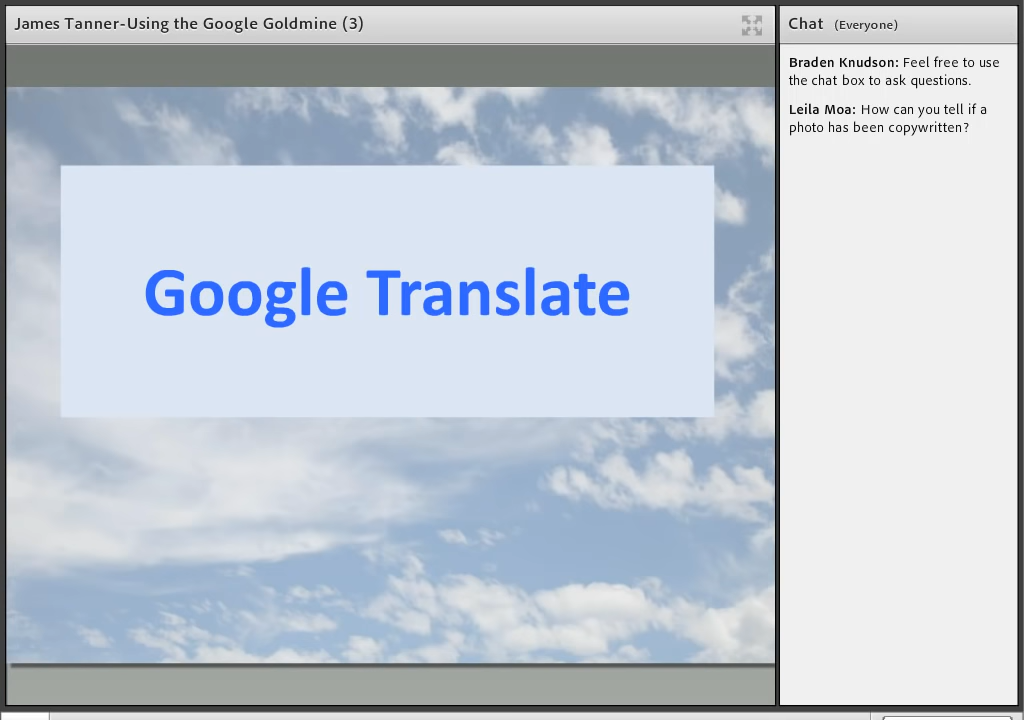 James Tanner-Using the Google Goldmine (3)
Google Translate
Chat (Everyone)
Braden Knudson: Feel free to use
the chat box to ask questions.
Leila Moa: How can you tell if a
photo has been copywritten?